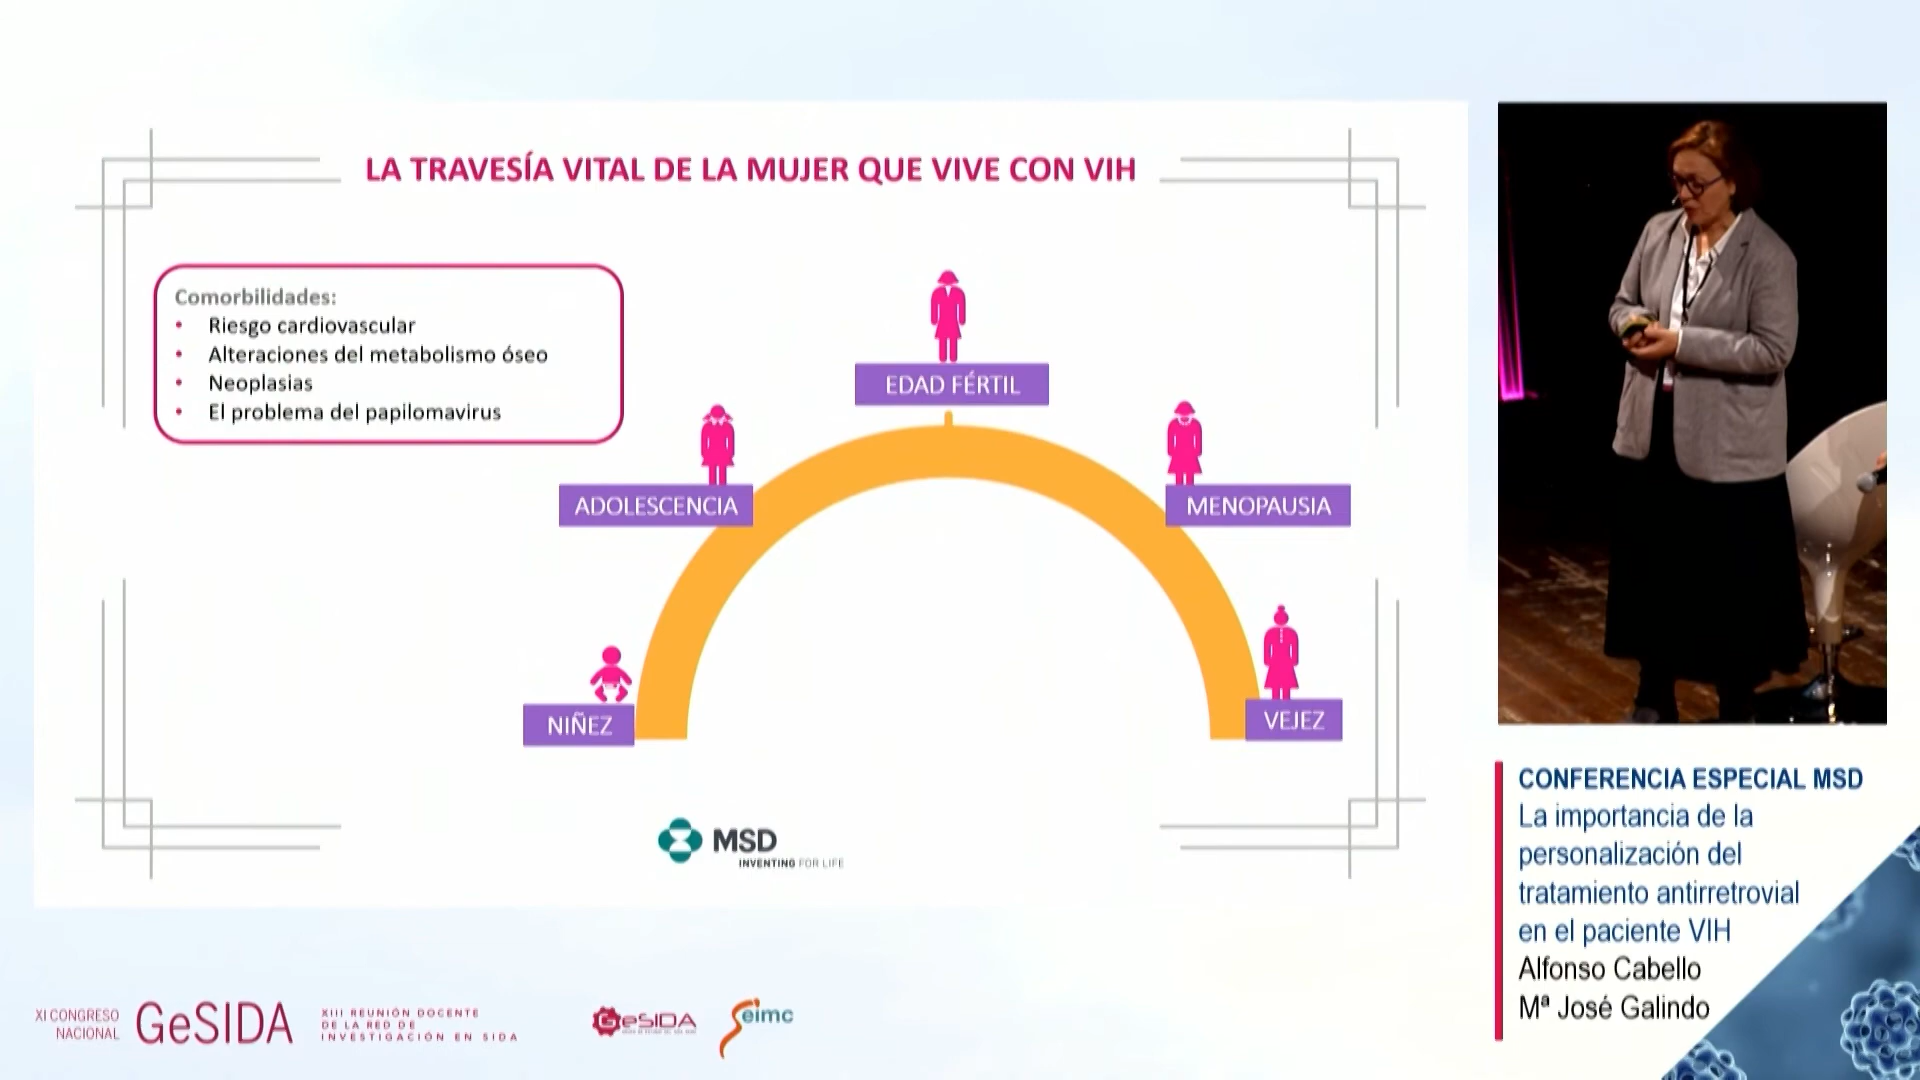 LA TRAVESÍA VITAL DE LA MUJER QUE VIVE CON VIH
Comorbilidades:
• Riesgo cardiovascular
• Alteraciones del metabolismo óseo
• Neoplasias
• El problema del papilomavirus
EDAD FÉRTIL
ADOLESCENCIA
MENOPAUSIA
NIÑEZ
VEJEZ
MSD
INVENTING FOR LIFE
CONFERENCIA ESPECIAL MSD
La importancia de la
personalización del
tratamiento antirretrovial
en el paciente VIH
Alfonso Cabello
Mª José Galindo
XI CONGRESO
NACIONAL
GeSIDA
XIII REUNIÓN DOCENTE
DE LA RED DE
INVESTIGACIÓN EN SIDA
GeSIDA
seimc